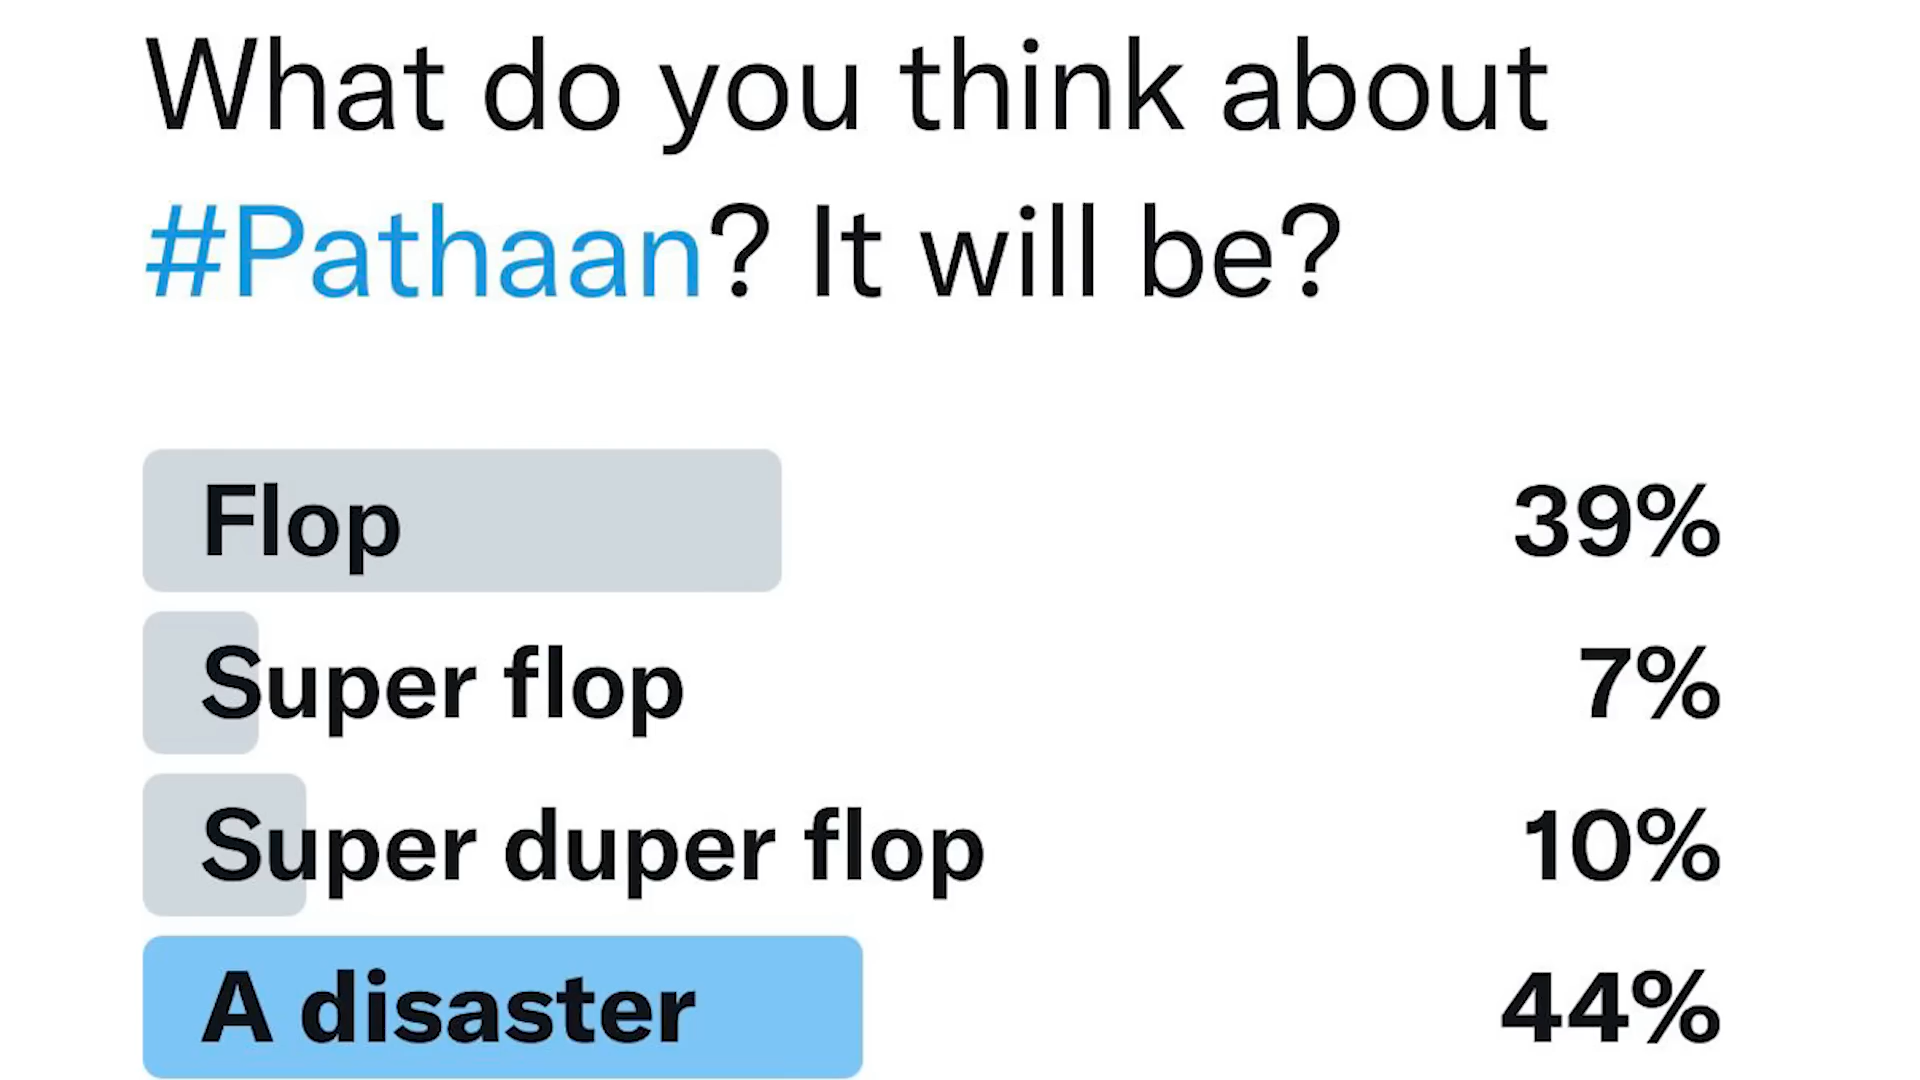 What do you think about
#Pathaan? It will be?
Flop 39%
Super flop 7%
Super duper flop 10%
A disaster 44%